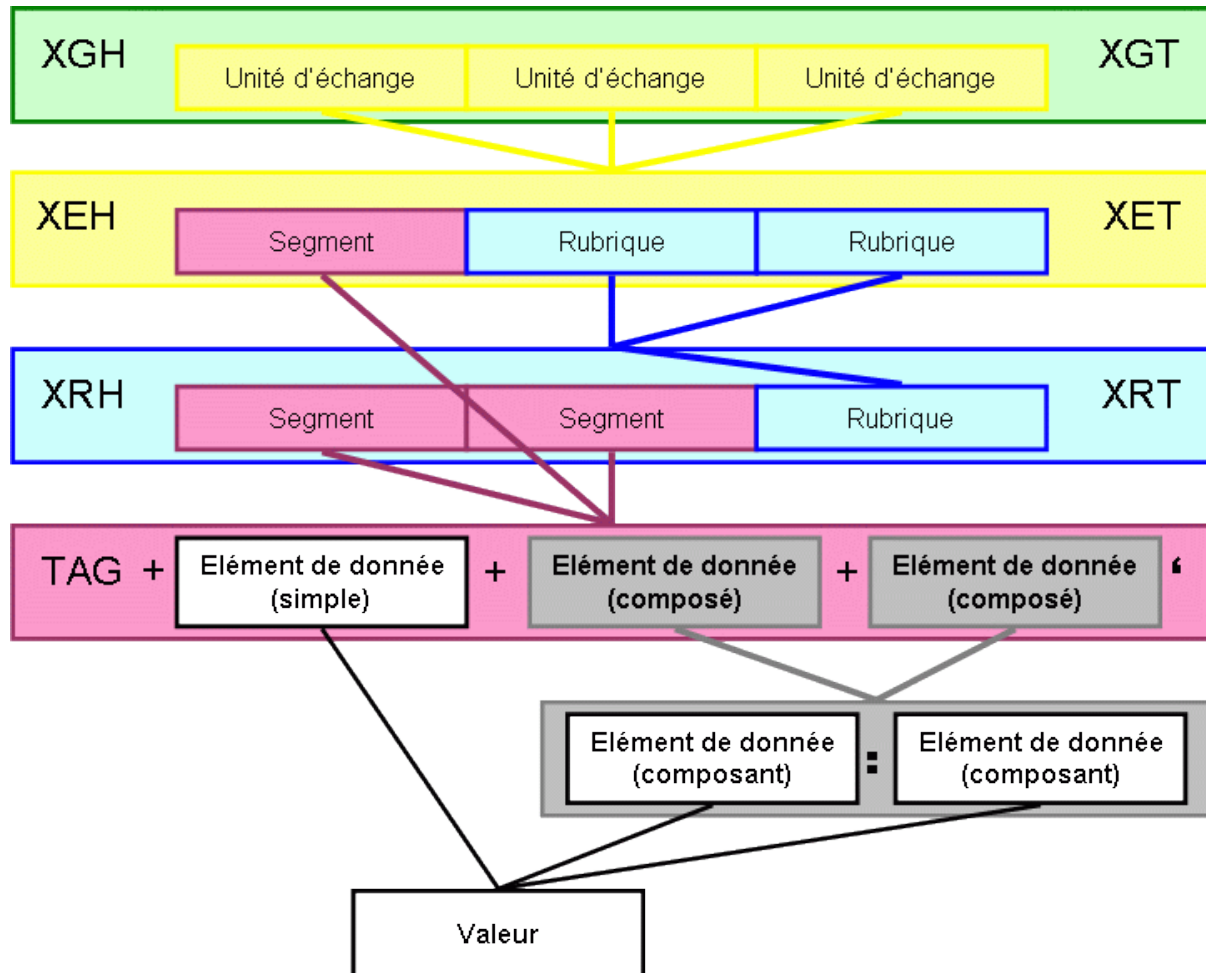 XGH Unité d'échange Unité d'échange Unité d'échange XGT
XEH Segment Rubrique Rubrique XET
XRH Segment Segment Rubrique XRT
TAG + Elément de donnée (simple) + Elément de donnée (composé) + Elément de donnée (composé) ‘
Elément de donnée (composant) : Elément de donnée (composant)
Valeur